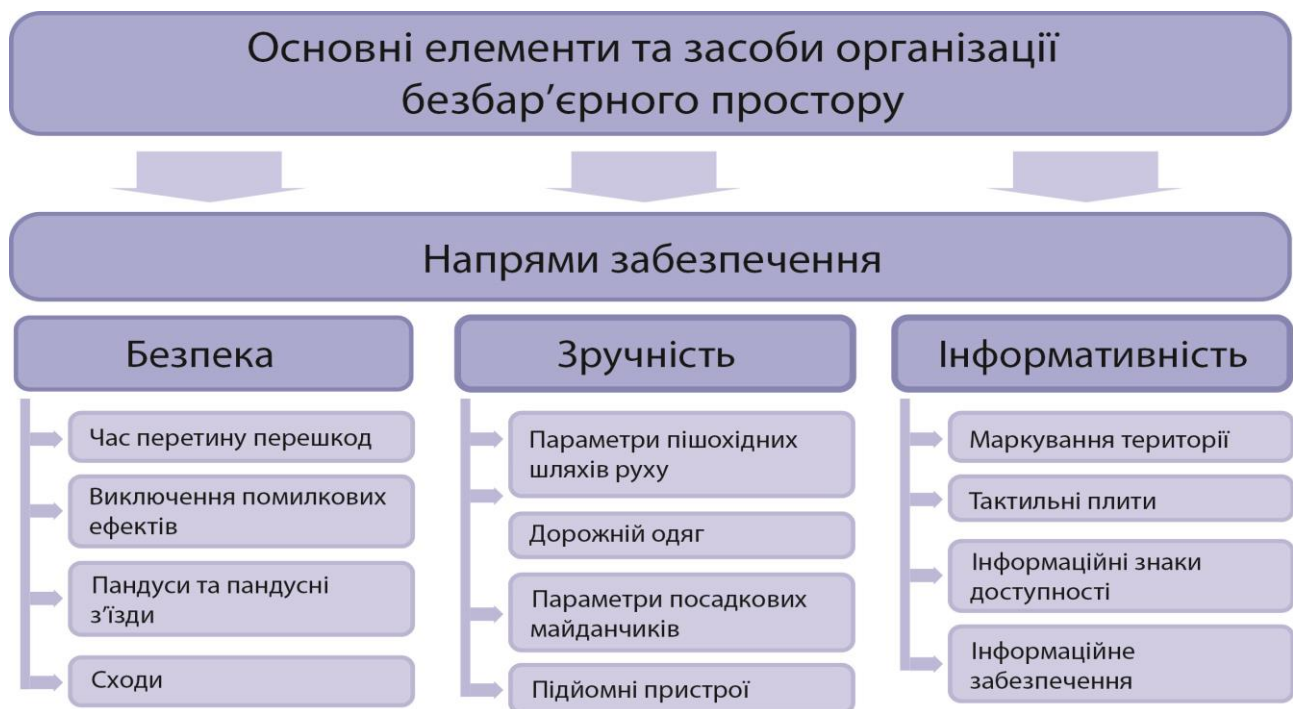 Основні елементи та засоби організації
безбар’єрного простору
Напрями забезпечення
Безпека
Час перетину перешкод
Виключення помилкових
ефектів
Пандуси та пандусні
з’їзди
Сходи
Зручність
Параметри пішохідних
шляхів руху
Дорожній одяг
Параметри посадкових
майданчиків
Підйомні пристрої
Інформативність
Маркування території
Тактильні плити
Інформаційні знаки
доступності
Інформаційне
забезпечення